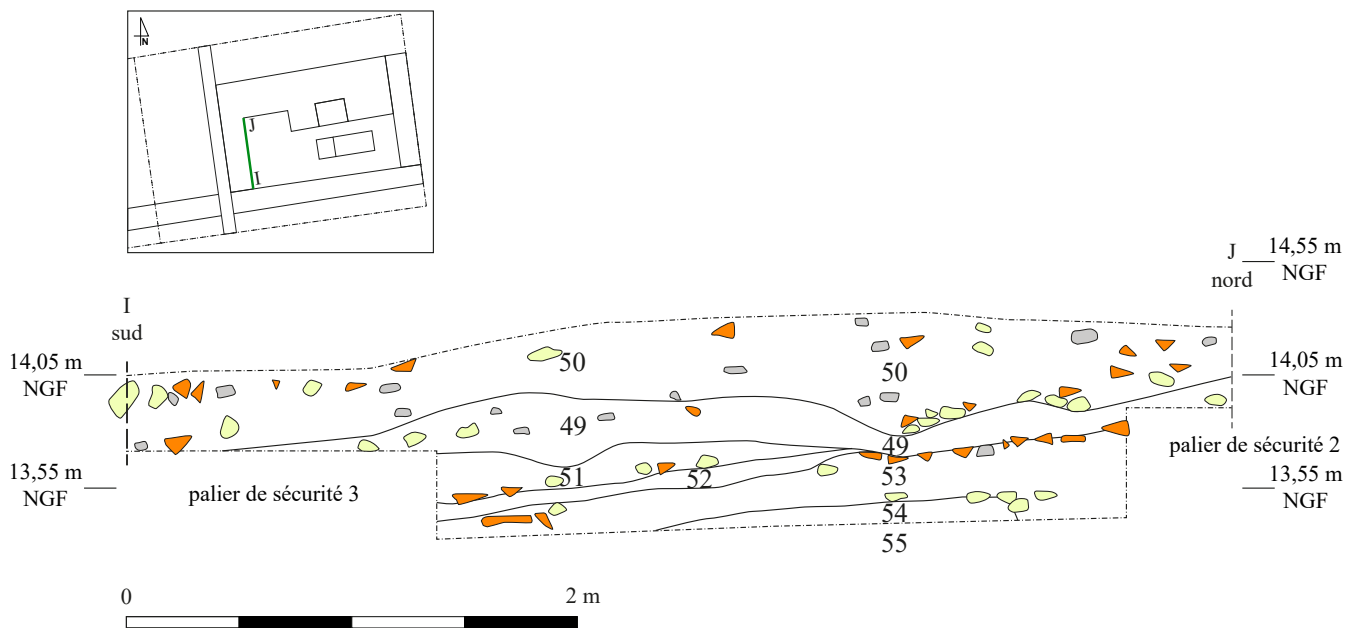 N
J
I
J
nord
14,55 m
NGF
I
sud
14,05 m
NGF
50
50
14,05 m
NGF
49
49
palier de sécurité 2
51
52
53
13,55 m
NGF
palier de sécurité 3
13,55 m
NGF
54
55
0
2 m